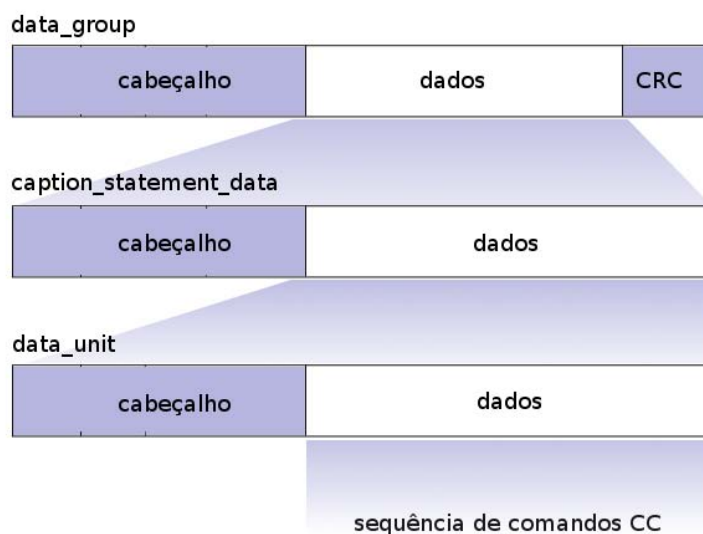 data_group
cabeçalho dados CRC
caption_statement_data
cabeçalho dados
data_unit
cabeçalho dados
sequência de comandos CC